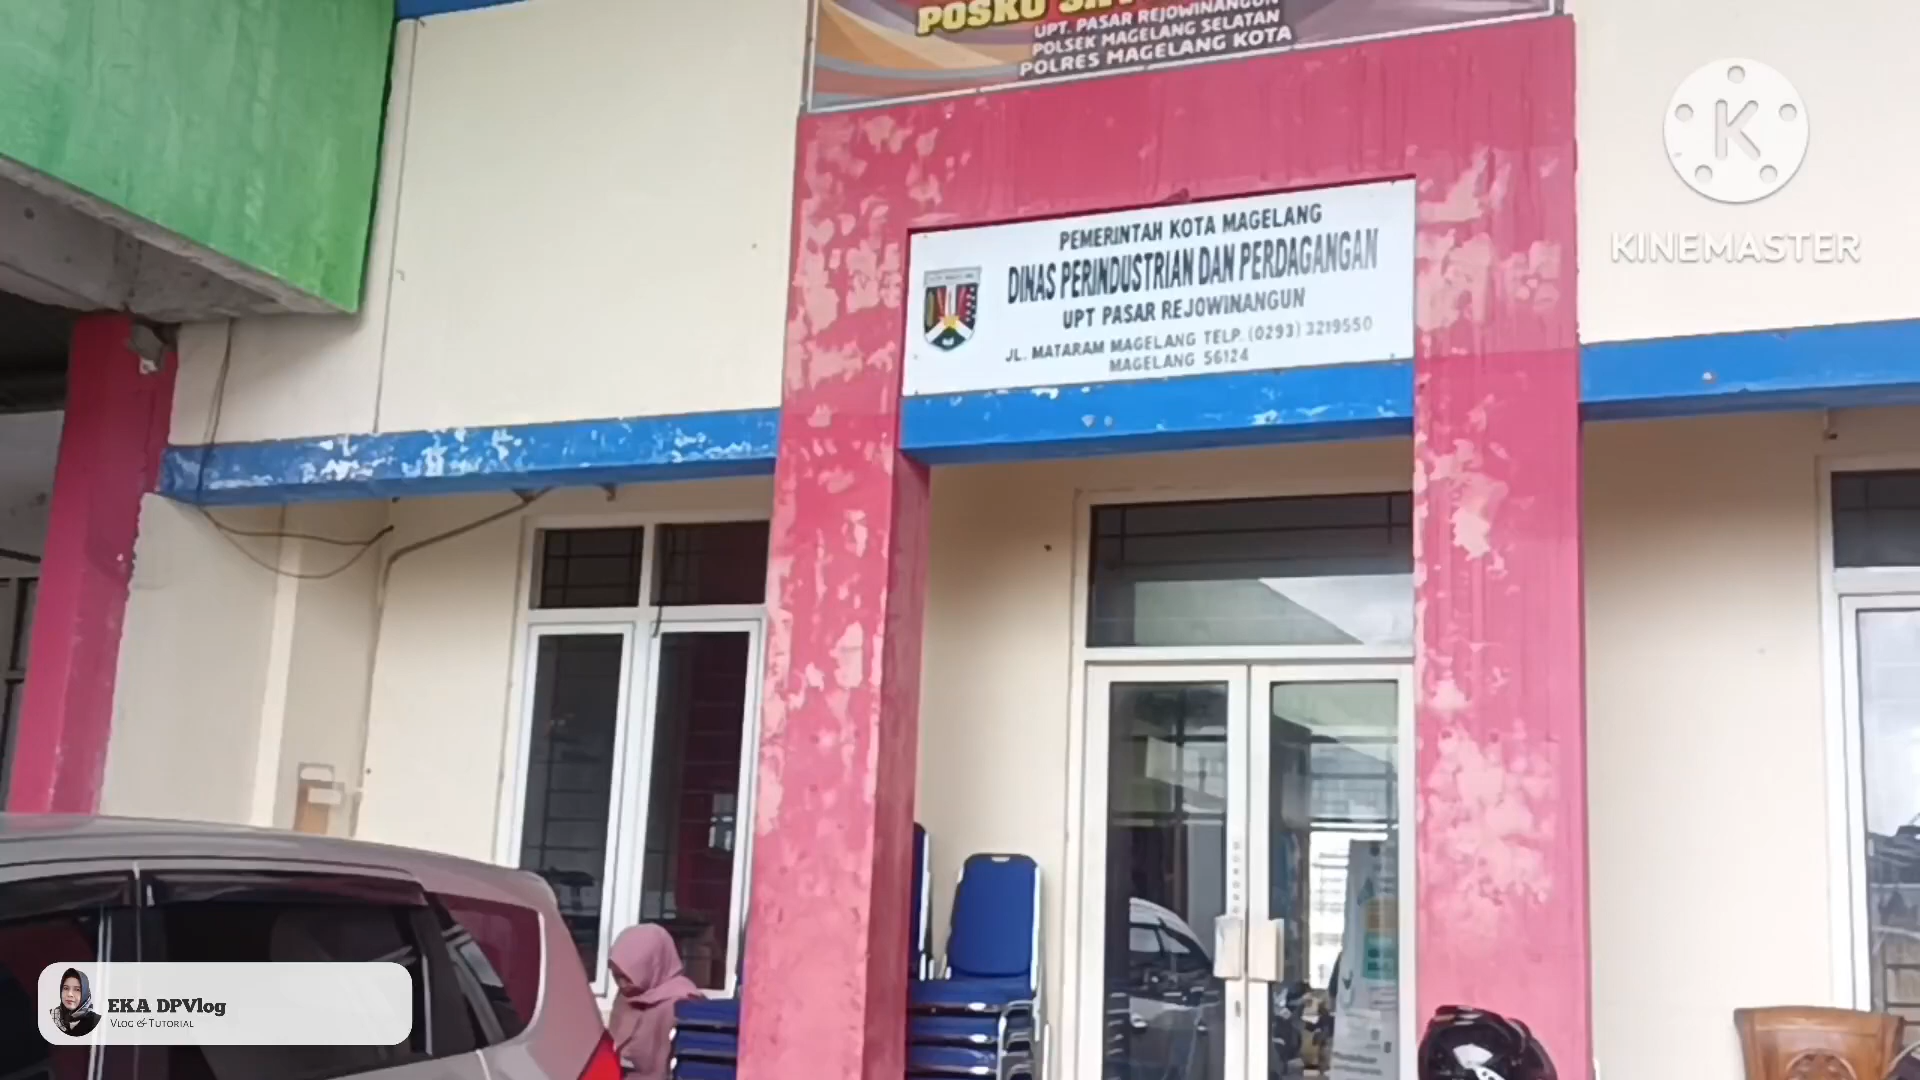 POSKO
UPT. PASAR REJOWINANGUN
POLSEK MAGELANG SELATAN
POLRES MAGELANG KOTA
K
KINEMASTER
PEMERINTAH KOTA MAGELANG
DINAS PERINDUSTRIAN DAN PERDAGANGAN
UPT PASAR REJOWINANGUN
JL. MATARAM MAGELANG TELP. (0293) 3219550
MAGELANG 56124
EKA DPVlog
VLOG & TUTORIAL